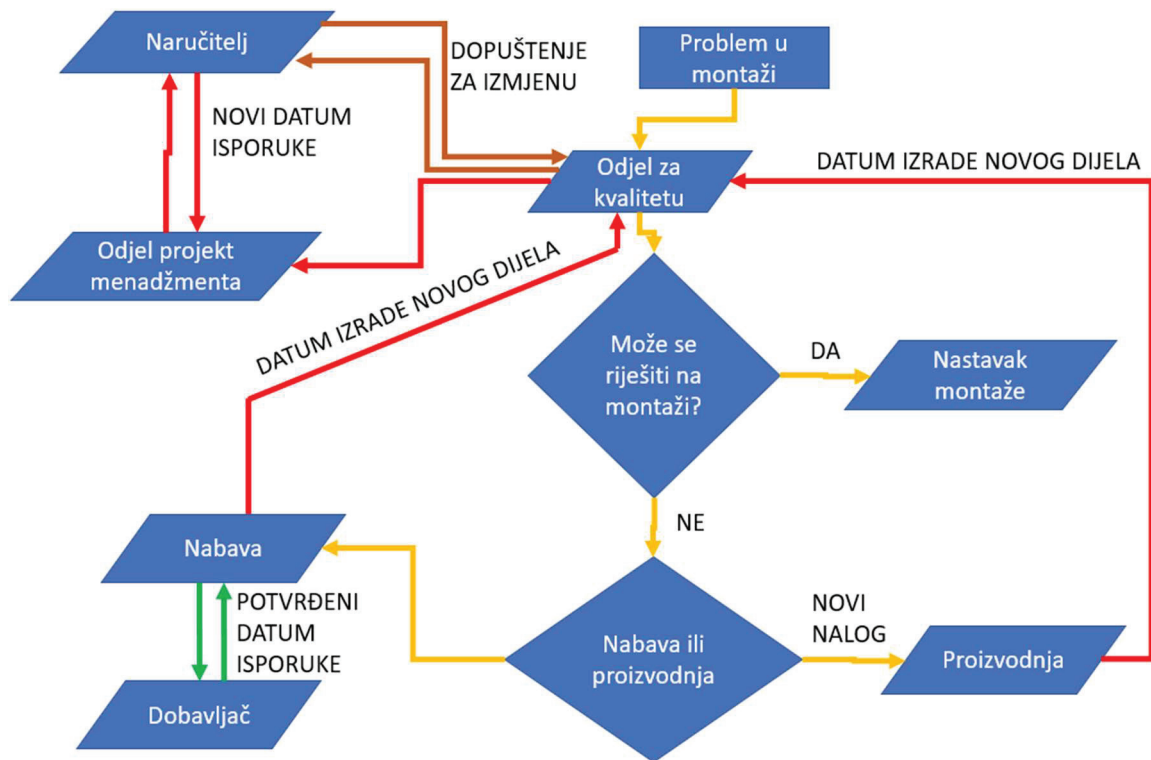 Naručitelj
DOPUŠTENJE
ZA IZMJENU
Problem u
montaži
NOVI DATUM
ISPORUKE
Odjel za
kvalitetu
DATUM IZRADE NOVOG DIJELA
Odjel projekt
menadžmenta
DATUM IZRADE NOVOG DIJELA
Može se
riješiti na
montaži?
DA
Nastavak
montaže
NE
Nabava
POTVRĐENI
DATUM
ISPORUKE
Dobavljač
Nabava ili
proizvodnja
NOVI
NALOG
Proizvodnja